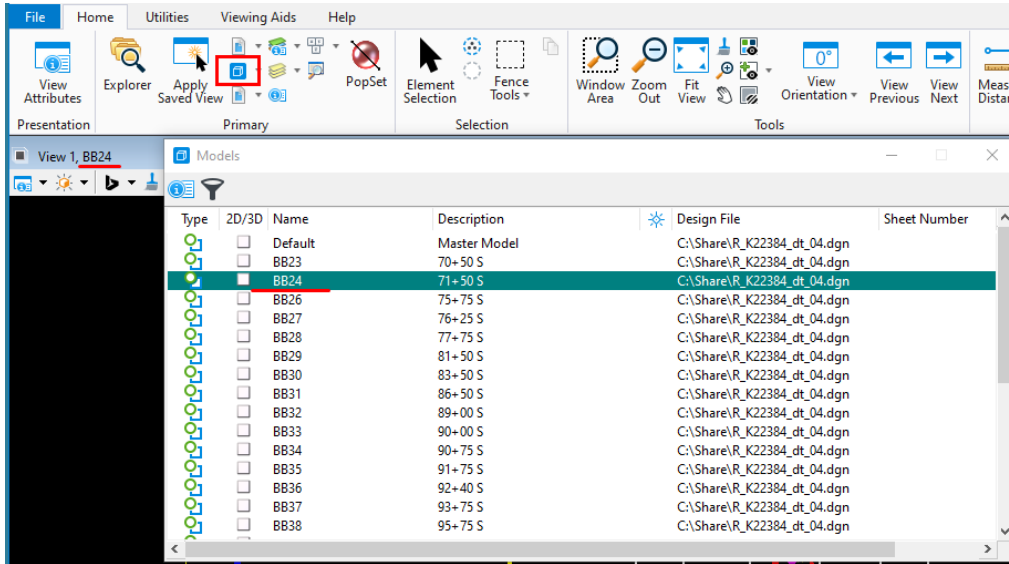 File Home Utilities Viewing Aids Help
View Attributes
Explorer
Apply Saved View
PopSet
Element Selection
Fence Tools
Window Area
Zoom Out
Fit View
0°
View Orientation
View Previous
View Next
Meas Distan
Presentation Primary Selection Tools
View 1, BB24
Models
Type 2D/3D Name Description Design File Sheet Number
Default Master Model C:\Share\R_K22384_dt_04.dgn
BB23 70+50 S C:\Share\R_K22384_dt_04.dgn
BB24 71+50 S C:\Share\R_K22384_dt_04.dgn
BB26 75+75 S C:\Share\R_K22384_dt_04.dgn
BB27 76+25 S C:\Share\R_K22384_dt_04.dgn
BB28 77+75 S C:\Share\R_K22384_dt_04.dgn
BB29 81+50 S C:\Share\R_K22384_dt_04.dgn
BB30 83+50 S C:\Share\R_K22384_dt_04.dgn
BB31 86+50 S C:\Share\R_K22384_dt_04.dgn
BB32 89+00 S C:\Share\R_K22384_dt_04.dgn
BB33 90+00 S C:\Share\R_K22384_dt_04.dgn
BB34 90+75 S C:\Share\R_K22384_dt_04.dgn
BB35 91+75 S C:\Share\R_K22384_dt_04.dgn
BB36 92+40 S C:\Share\R_K22384_dt_04.dgn
BB37 93+75 S C:\Share\R_K22384_dt_04.dgn
BB38 95+75 S C:\Share\R_K22384_dt_04.dgn